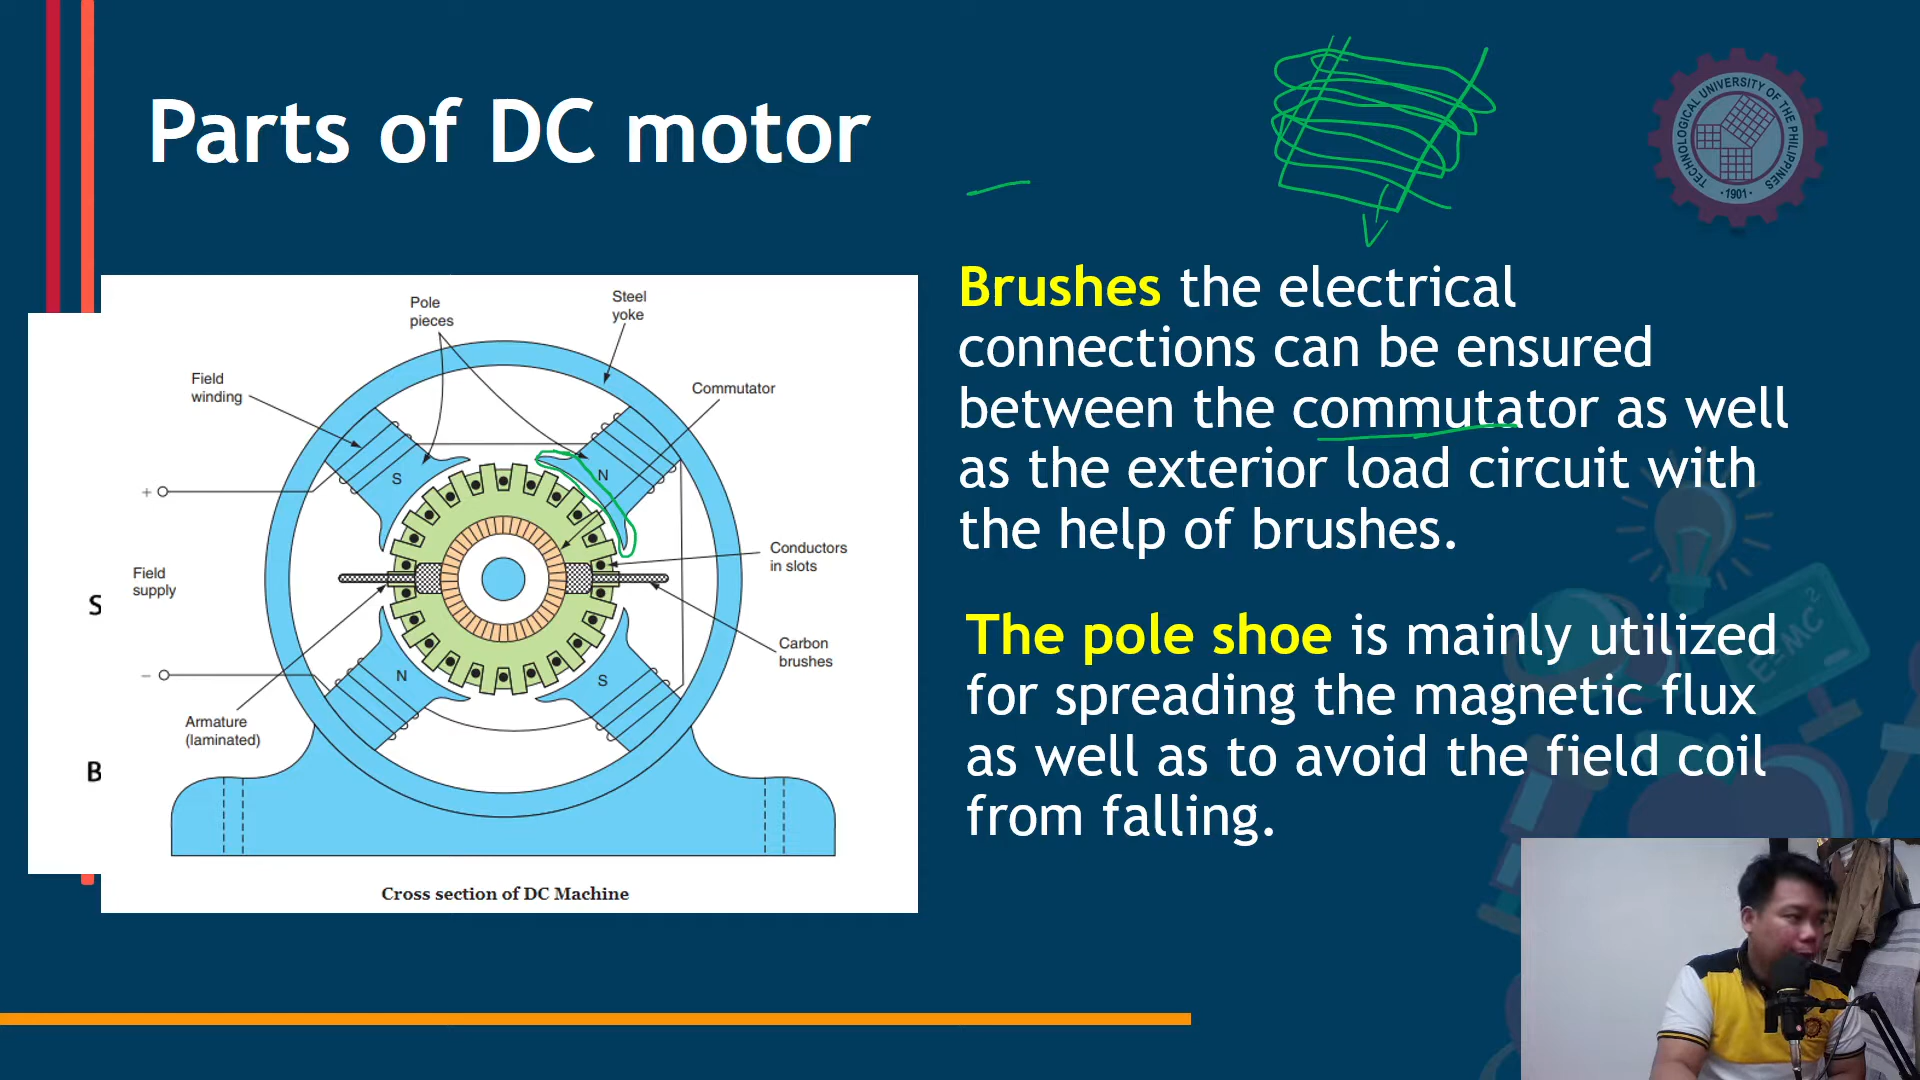 Parts of DC motor
TECHNOLOGICAL UNIVERSITY OF THE PHILIPPINES
·1901·
Pole
pieces
Steel
yoke
Field
winding
Commutator
S
N
+
Conductors
in slots
Field
supply
S
Carbon
brushes
−
N
S
Armature
(laminated)
B
Cross section of DC Machine
Brushes the electrical
connections can be ensured
between the commutator as well
as the exterior load circuit with
the help of brushes.
The pole shoe is mainly utilized
for spreading the magnetic flux
as well as to avoid the field coil
from falling.
E=MC²